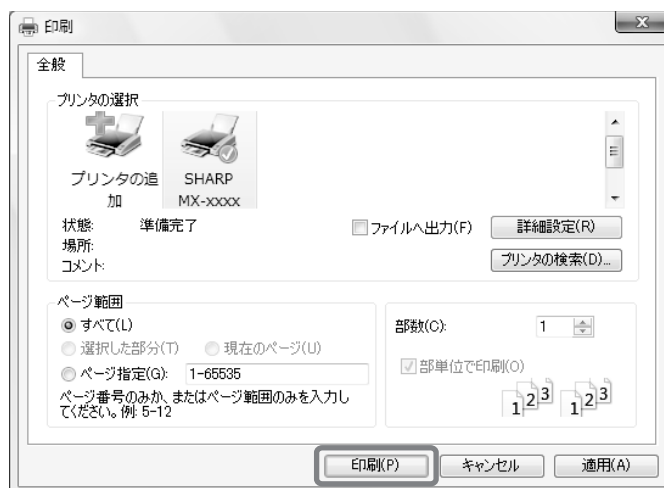 印刷
全般
プリンタの選択
プリンタの追
加
SHARP
MX-xxxx
状態: 準備完了
場所:
コメント:
ファイルへ出力(F)
詳細設定(R)
プリンタの検索(D)...
ページ範囲
すべて(L)
選択した部分(T) 現在のページ(U)
ページ指定(G): 1-65535
ページ番号のみか、またはページ範囲のみを入力し
てください。例: 5-12
部数(C): 1
部単位で印刷(O)
1 2 3 1 2 3
印刷(P) キャンセル 適用(A)